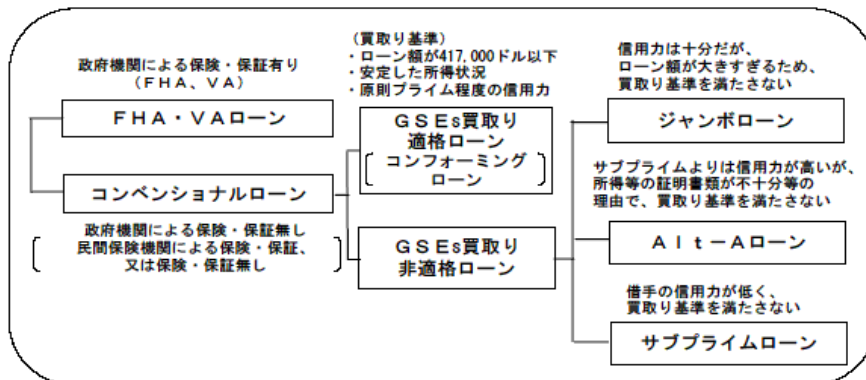 政府機関による保険・保証有り
（ＦＨＡ、ＶＡ）
ＦＨＡ・ＶＡローン
コンベンショナルローン
政府機関による保険・保証無し
民間保険機関による保険・保証、
又は保険・保証無し
（買取り基準）
・ローン額が417,000ドル以下
・安定した所得状況
・原則プライム程度の信用力
ＧＳＥs買取り
適格ローン
コンフォーミング
ローン
ＧＳＥs買取り
非適格ローン
信用力は十分だが、
ローン額が大きすぎるため、
買取り基準を満たさない
ジャンボローン
サブプライムよりは信用力が高いが、
所得等の証明書類が不十分等の
理由で、買取り基準を満たさない
Ａｌｔ－Ａローン
借手の信用力が低く、
買取り基準を満たさない
サブプライムローン